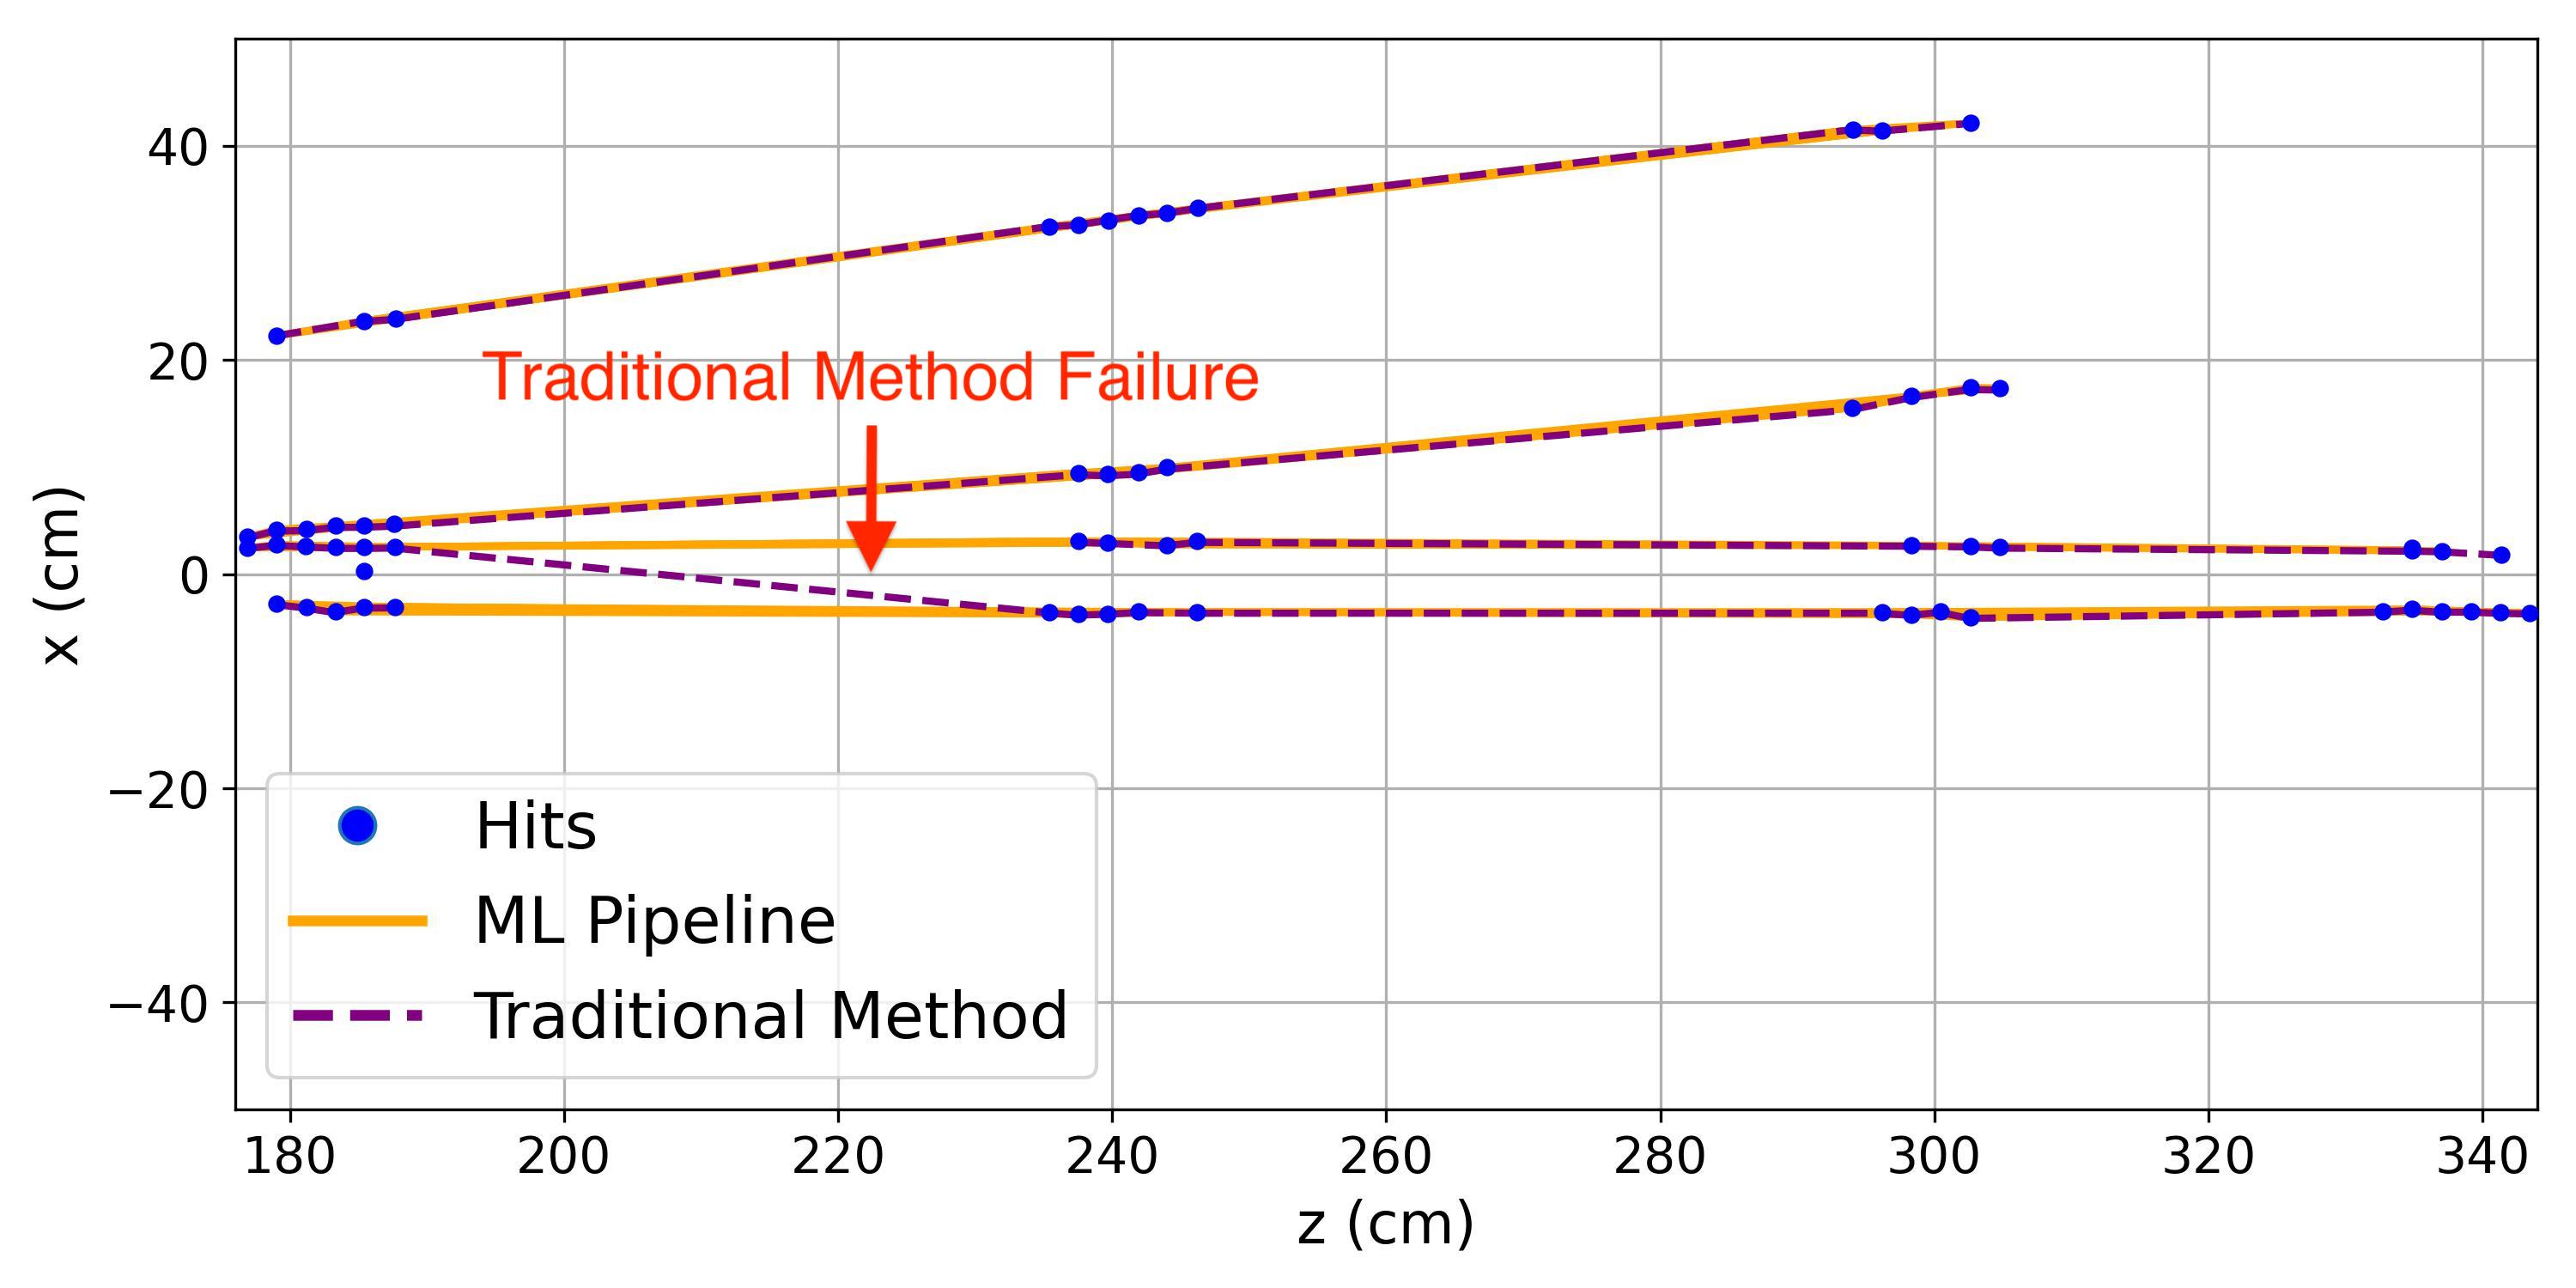 40
20
0
−20
−40
x (cm)
Traditional Method Failure
Hits
ML Pipeline
Traditional Method
180 200 220 240 260 280 300 320 340
z (cm)